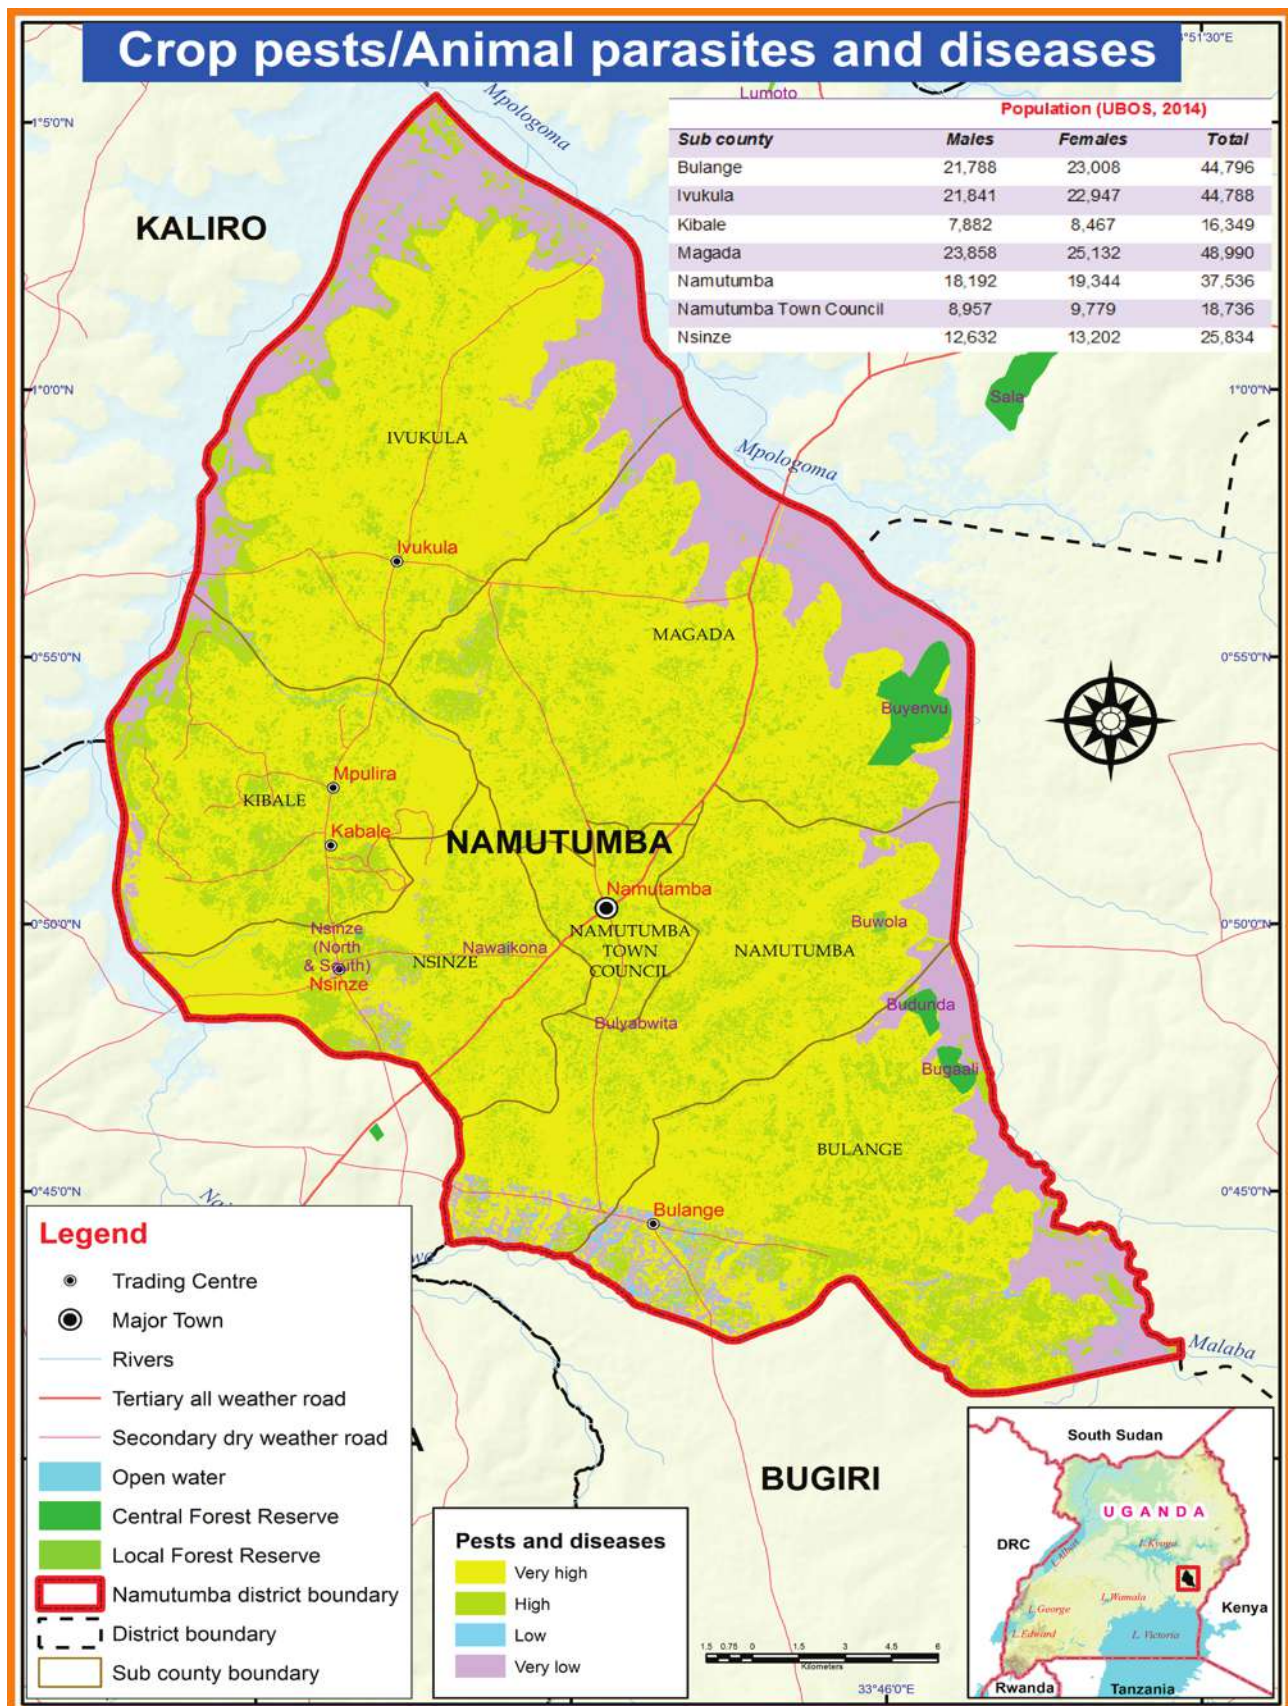 Crop pests/Animal parasites and diseases
°51'30"E
Lumoto
Population (UBOS, 2014)
Sub county Males Females Total
Bulange 21,788 23,008 44,796
Ivukula 21,841 22,947 44,788
Kibale 7,882 8,467 16,349
Magada 23,858 25,132 48,990
Namutumba 18,192 19,344 37,536
Namutumba Town Council 8,957 9,779 18,736
Nsinze 12,632 13,202 25,834
1°5'0"N
Mpologoma
KALIRO
1°0'0"N
1°0'0"N
Sala
IVUKULA
Mpologoma
Ivukula
MAGADA
0°55'0"N
0°55'0"N
Buyenvu
Mpulira
KIBALE
Kabale
NAMUTUMBA
Namutamba
0°50'0"N
0°50'0"N
Buwola
Nsinze
(North
& South)
Nsinze
NSINZE
Nawaikona
NAMUTUMBA
TOWN
COUNCIL
NAMUTUMBA
Budunda
Bulyabwita
Bugaali
BULANGE
0°45'0"N
0°45'0"N
Bulange
Malaba
BUGIRI
Legend
Trading Centre
Major Town
Rivers
Tertiary all weather road
Secondary dry weather road
Open water
Central Forest Reserve
Local Forest Reserve
Namutumba district boundary
District boundary
Sub county boundary
Pests and diseases
Very high
High
Low
Very low
1.5 0.75 0 1.5 3 4.5 6
Kilometers
33°46'0"E
South Sudan
UGANDA
DRC
L. Albert
L. Kyoga
L. Wamala
L. George
L. Edward
L. Victoria
Kenya
Rwanda
Tanzania